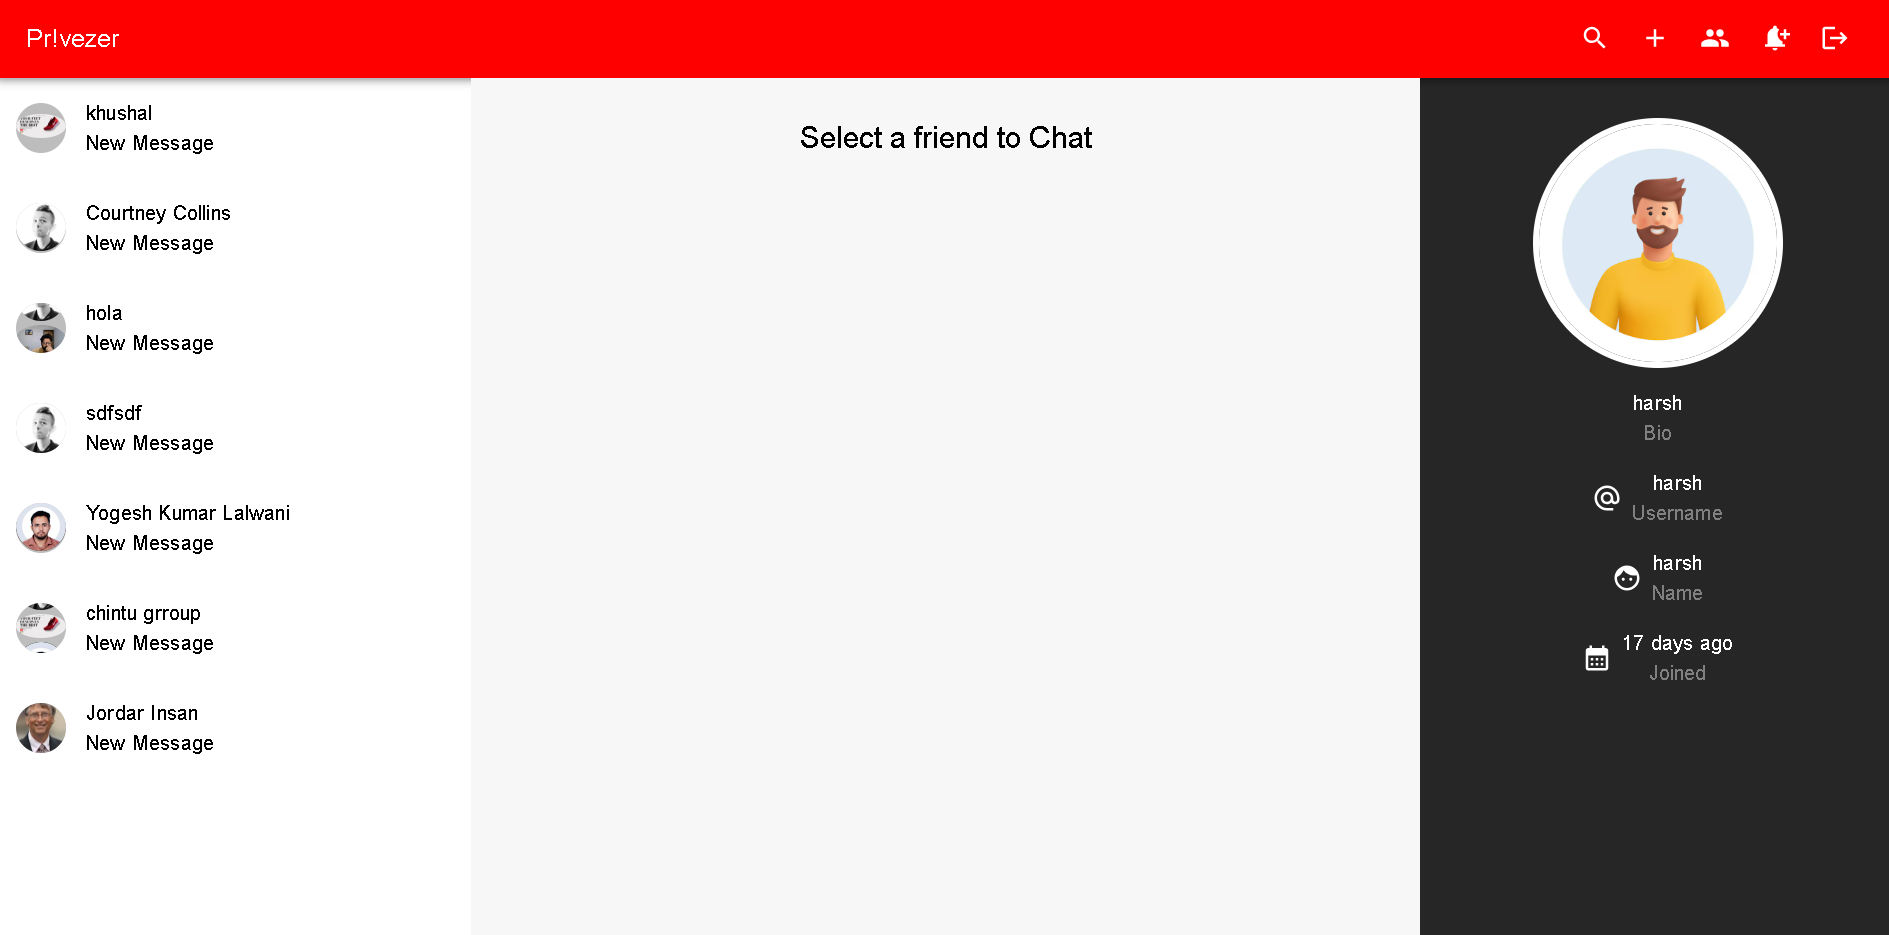 Pr!vezer
khushal
New Message
Courtney Collins
New Message
hola
New Message
sdfsdf
New Message
Yogesh Kumar Lalwani
New Message
chintu grroup
New Message
Jordar Insan
New Message
Select a friend to Chat
harsh
Bio
harsh
Username
harsh
Name
17 days ago
Joined